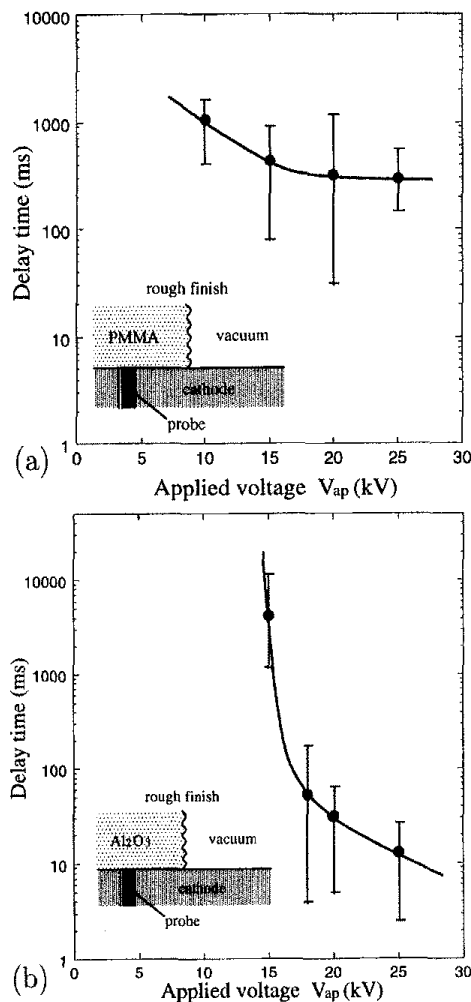 10000
1000
100
10
1
Delay time (ms)
rough finish
PMMA
vacuum
cathode
probe
0 5 10 15 20 25 30
(a)
Applied voltage Vap (kV)
10000
1000
100
10
1
Delay time (ms)
rough finish
Al2O3
vacuum
cathode
probe
0 5 10 15 20 25 30
(b)
Applied voltage Vap (kV)